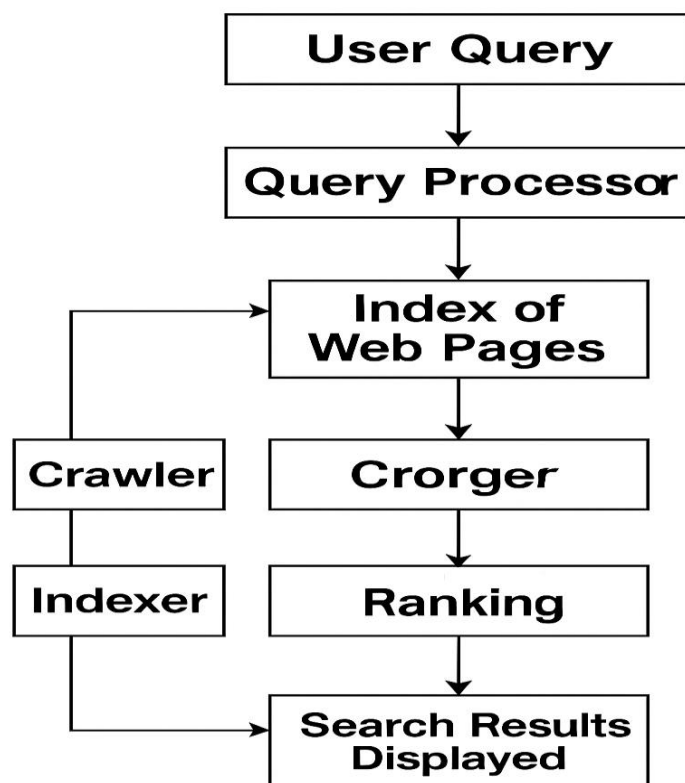 User Query
Query Processor
Index of
Web Pages
Crawler
Crorger
Indexer
Ranking
Search Results
Displayed